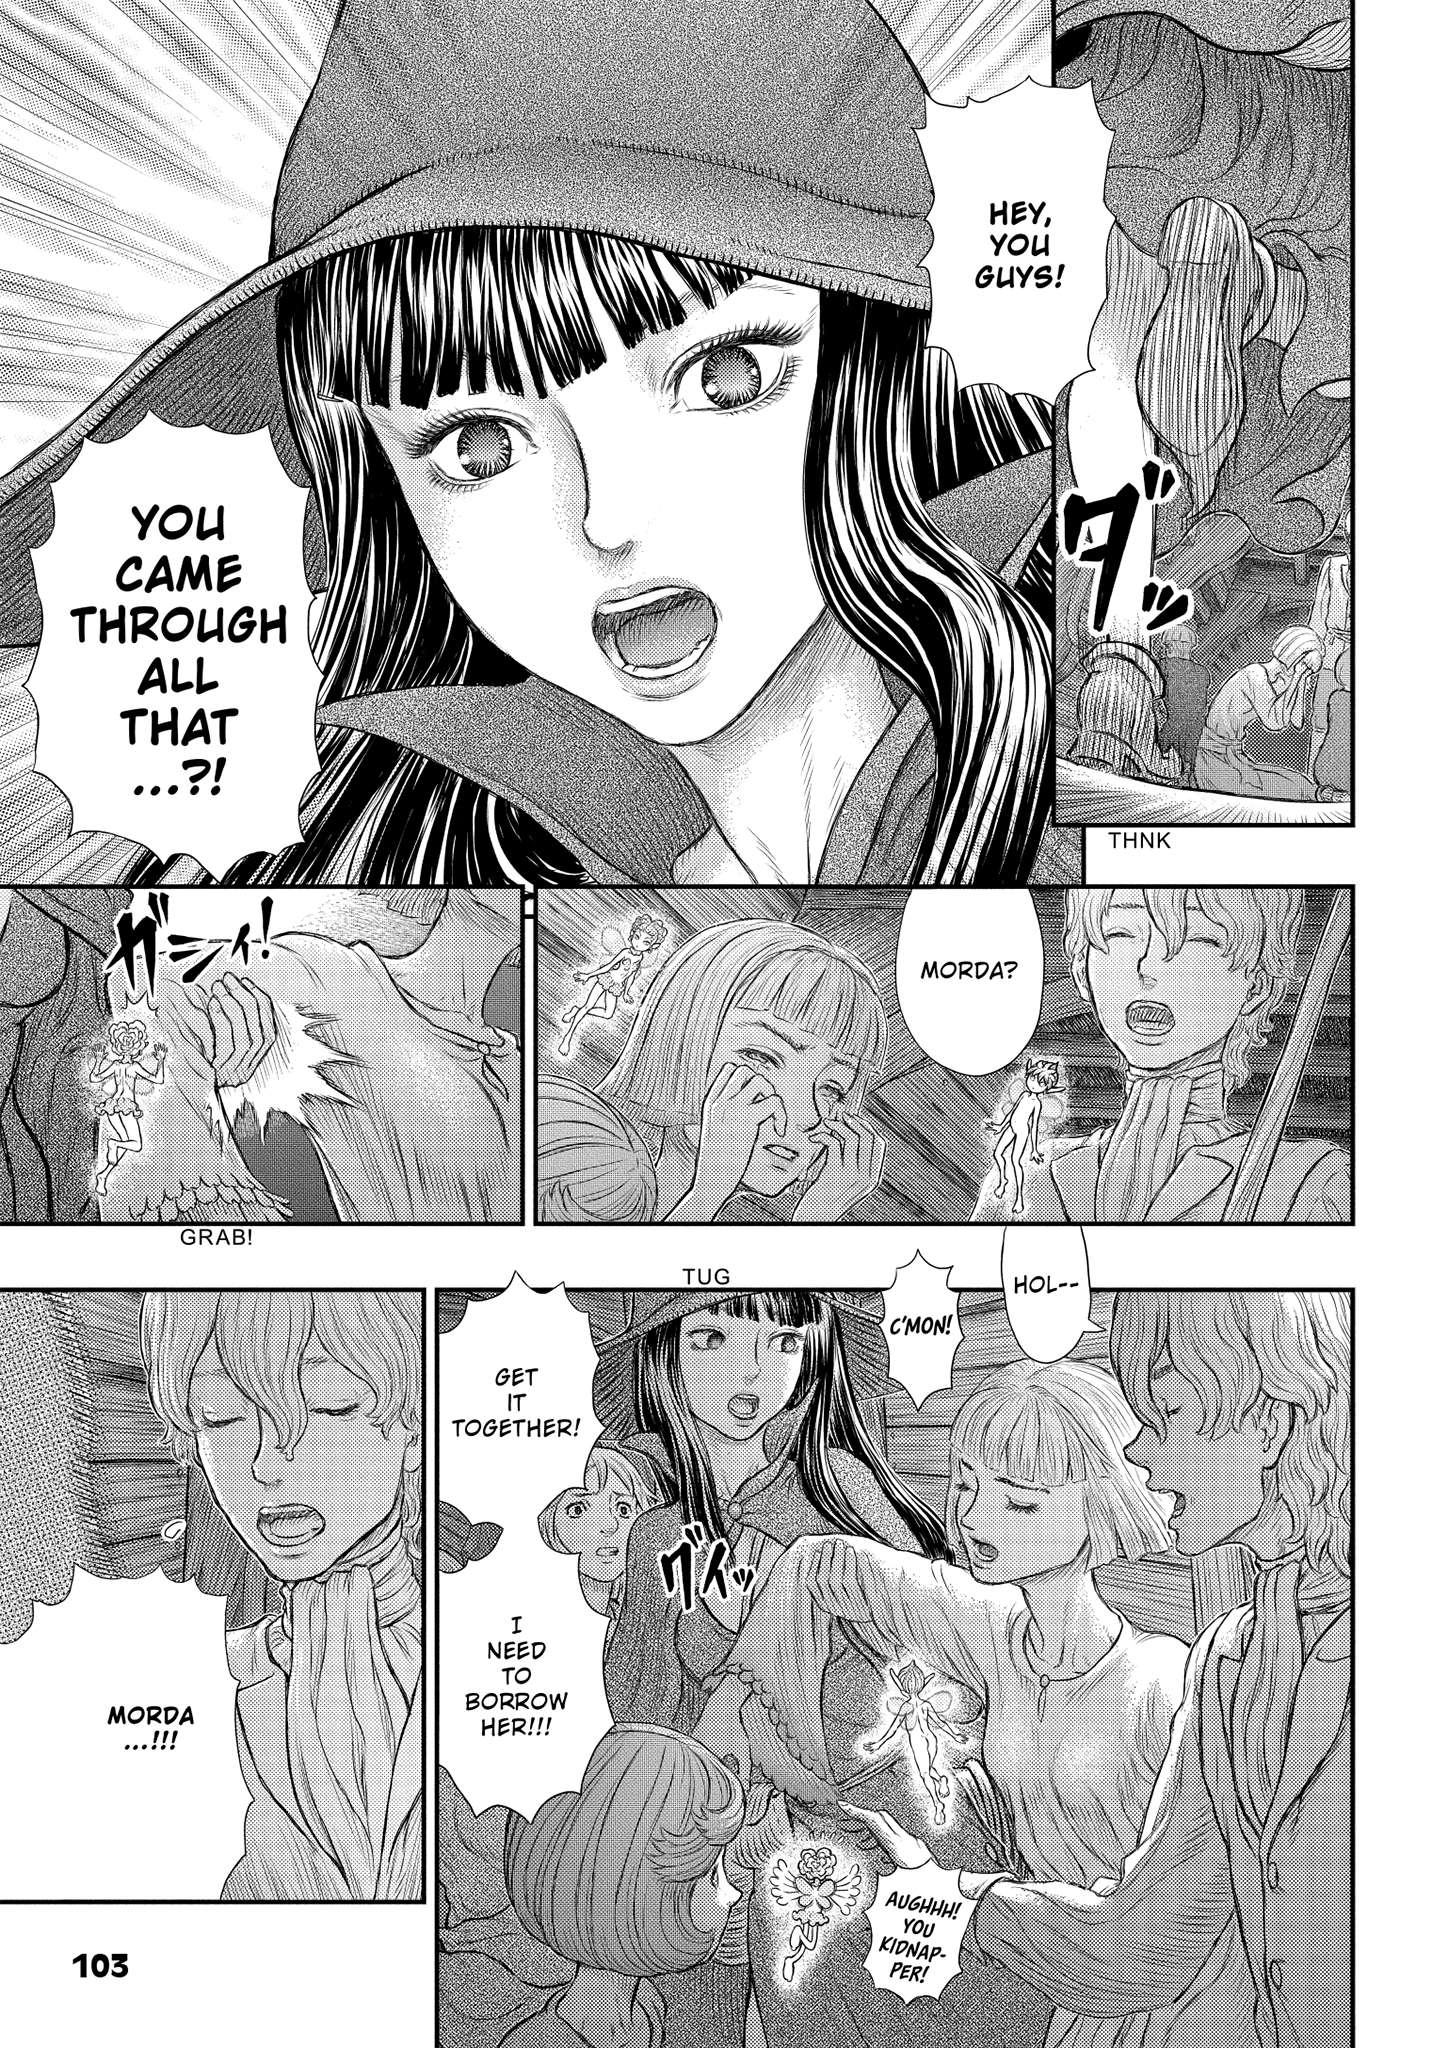 HEY,
YOU
GUYS!
ダッ
THNK
YOU
CAME
THROUGH
ALL
THAT
...?!
MORDA?
ガシィ!
GRAB!
HOL--
C'MON!
TUG
グイッ
GET
IT
TOGETHER!
I
NEED
TO
BORROW
HER!!!
AUGHHH!
YOU
KIDNAP-
PER!
MORDA
...!!!
103